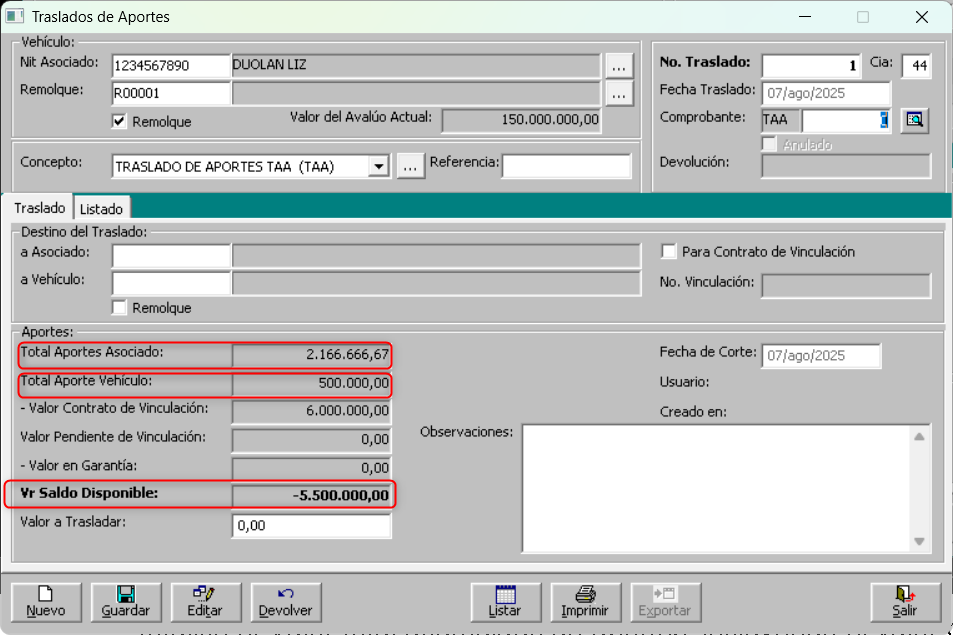 Traslados de Aportes
Vehículo:
Nit Asociado: 1234567890 DUOLAN LIZ ...
Remolque: R00001 ...
Remolque Valor del Avalúo Actual: 150.000.000,00
No. Traslado: 1 Cia: 44
Fecha Traslado: 07/ago/2025
Comprobante: TAA
Anulado
Concepto: TRASLADO DE APORTES TAA (TAA) ... Referencia:
Devolución:
Traslado Listado
Destino del Traslado:
a Asociado: Para Contrato de Vinculación
a Vehículo: No. Vinculación:
Remolque
Aportes:
Total Aportes Asociado: 2.166.666,67 Fecha de Corte: 07/ago/2025
Total Aporte Vehículo: 500.000,00 Usuario:
- Valor Contrato de Vinculación: 6.000.000,00 Creado en:
Valor Pendiente de Vinculación: 0,00 Observaciones:
- Valor en Garantía: 0,00
Vr Saldo Disponible: -5.500.000,00
Valor a Trasladar: 0,00
Nuevo Guardar Editar Devolver Listar Imprimir Exportar Salir